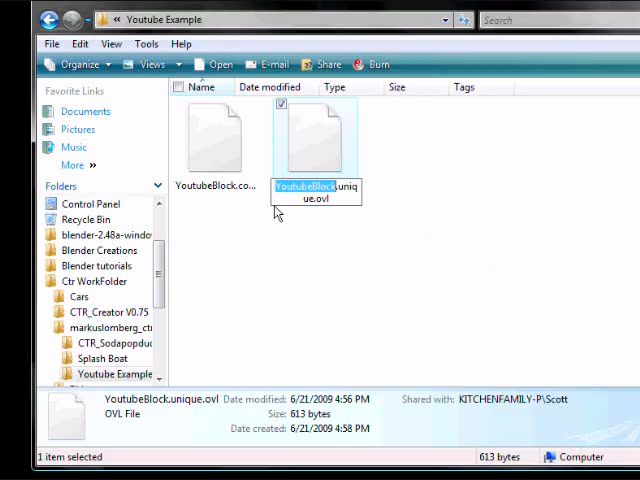 « Youtube Example
Search
File Edit View Tools Help
Organize Views Open E-mail Share Burn
Favorite Links
Name Date modified Type Size Tags
Documents
Pictures
Music
More »
Folders
YoutubeBlock.co...
YoutubeBlock.uniq
ue.ovl
Control Panel
Recycle Bin
blender-2.48a-window
Blender Creations
Blender tutorials
Ctr WorkFolder
Cars
CTR_Creator V0.75
markuslomberg_ctr
CTR_Sodapopduc
Splash Boat
Youtube Example
YoutubeBlock.unique.ovl Date modified: 6/21/2009 4:56 PM Shared with: KITCHENFAMILY-P\Scott
OVL File Size: 613 bytes
Date created: 6/21/2009 4:58 PM
1 item selected 613 bytes Computer